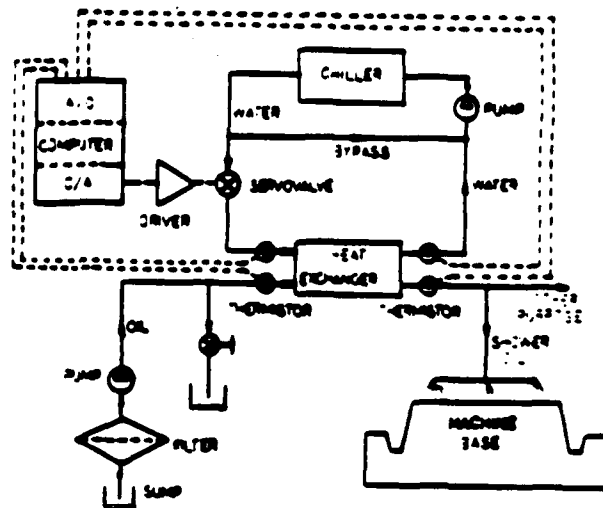 A/D
COMPUTER
D/A
DRIVER
SERVOVALVE
CHILLER
PUMP
WATER
BYPASS
WATER
HEAT
EXCHANGER
THERMISTOR
THERMISTOR
OIL
PUMP
FILTER
SUMP
SHOWER
MACHINE
BASE